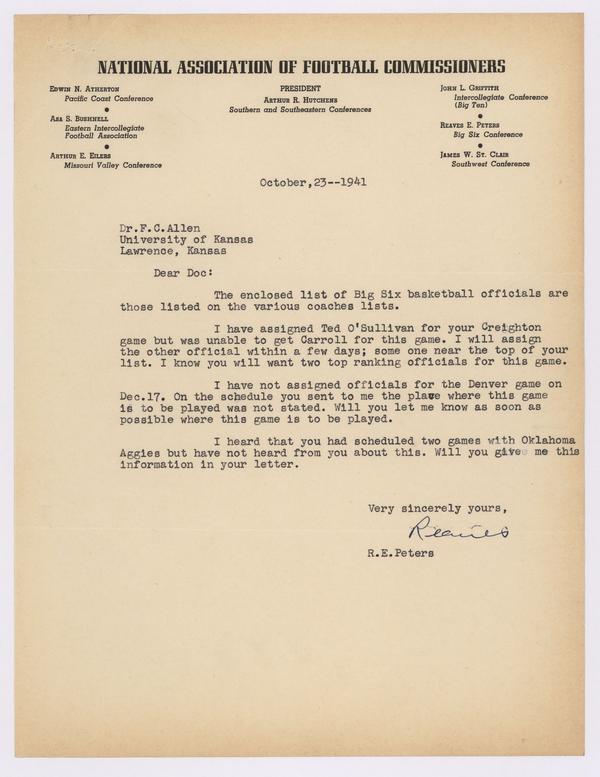 NATIONAL ASSOCIATION OF FOOTBALL COMMISSIONERS
EDWIN N. ATHERTON
Pacific Coast Conference
ASA S. BUSHNELL
Eastern Intercollegiate
Football Association
ARTHUR E. EILERS
Missouri Valley Conference
PRESIDENT
ARTHUR R. HUTCHENS
Southern and Southeastern Conferences
JOHN L. GRIFFITH
Intercollegiate Conference
(Big Ten)
REAVES E. PETERS
Big Six Conference
JAMES W. ST. CLAIR
Southwest Conference
October,23--1941
Dr.F.C.Allen
University of Kansas
Lawrence, Kansas
Dear Doc:
The enclosed list of Big Six basketball officials are
those listed on the various coaches lists.
I have assigned Ted O'Sullivan for your Creighton
game but was unable to get Carroll for this game. I will assign
the other official within a few days; some one near the top of your
list. I know you will want two top ranking officials for this game.
I have not assigned officials for the Denver game on
Dec.17. On the schedule you sent to me the place where this game
is to be played was not stated. Will you let me know as soon as
possible where this game is to be played.
I heard that you had scheduled two games with Oklahoma
Aggies but have not heard from you about this. Will you give me this
information in your letter.
Very sincerely yours,
Reaves
R.E.Peters